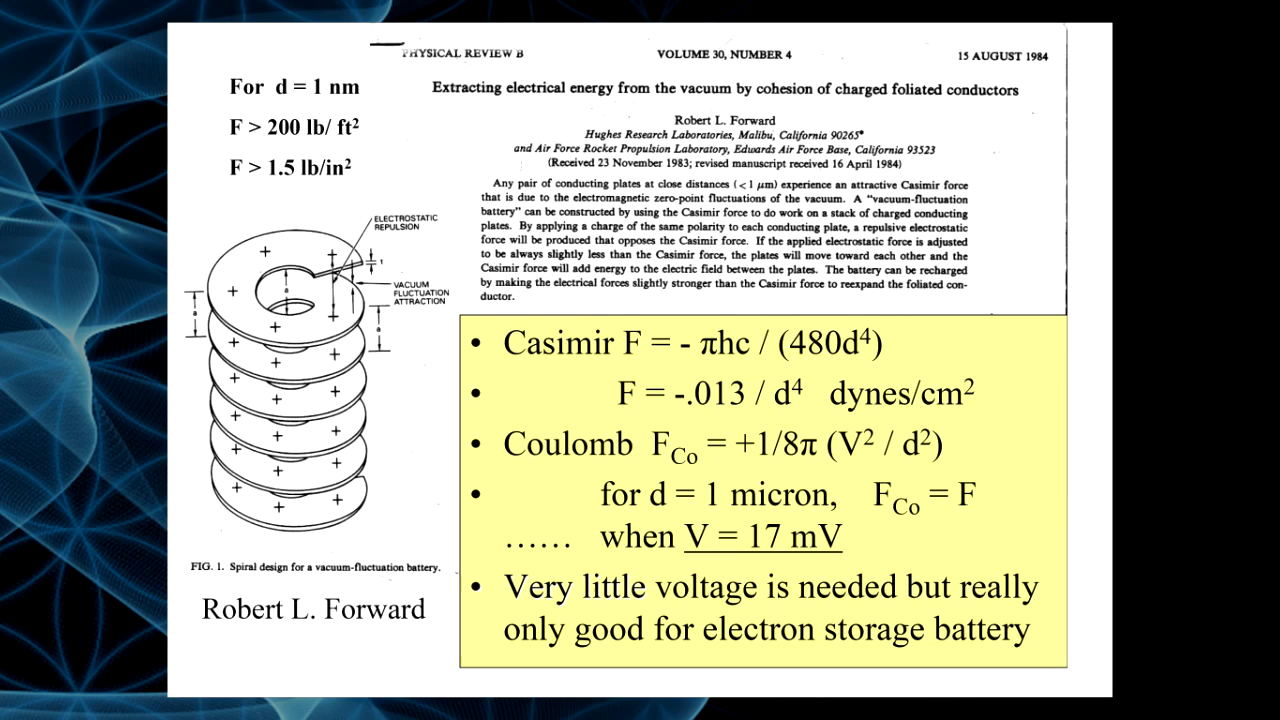 PHYSICAL REVIEW B VOLUME 30, NUMBER 4 15 AUGUST 1984
Extracting electrical energy from the vacuum by cohesion of charged foliated conductors
Robert L. Forward
Hughes Research Laboratories, Malibu, California 90265*
and Air Force Rocket Propulsion Laboratory, Edwards Air Force Base, California 93523
(Received 23 November 1983; revised manuscript received 16 April 1984)
Any pair of conducting plates at close distances (<1 μm) experience an attractive Casimir force
that is due to the electromagnetic zero-point fluctuations of the vacuum. A "vacuum-fluctuation
battery" can be constructed by using the Casimir force to do work on a stack of charged conducting
plates. By applying a charge of the same polarity to each conducting plate, a repulsive electrostatic
force will be produced that opposes the Casimir force. If the applied electrostatic force is adjusted
to be always slightly less than the Casimir force, the plates will move toward each other and the
Casimir force will add energy to the electric field between the plates. The battery can be recharged
by making the electrical forces slightly stronger than the Casimir force to reexpand the foliated con-
ductor.
For d = 1 nm
F > 200 lb/ ft²
F > 1.5 lb/in²
ELECTROSTATIC
REPULSION
VACUUM
FLUCTUATION
ATTRACTION
FIG. 1. Spiral design for a vacuum-fluctuation battery.
Robert L. Forward
• Casimir F = - πhc / (480d⁴)
• F = -.013 / d⁴ dynes/cm²
• Coulomb F_Co = +1/8π (V² / d²)
• for d = 1 micron, F_Co = F
…… when V = 17 mV
• Very little voltage is needed but really
only good for electron storage battery